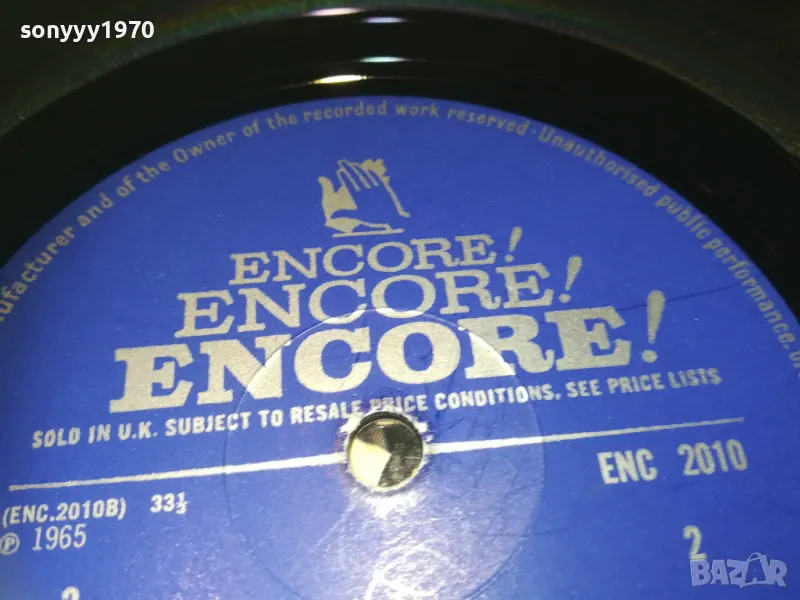 sonyyy1970
ufacturer and of the Owner of the recorded work reserved · Unauthorised public performance,
ENCORE!
ENCORE!
ENCORE!
SOLD IN U.K. SUBJECT TO RESALE PRICE CONDITIONS, SEE PRICE LISTS
ENC 2010
(ENC.2010B) 33⅓
Ⓟ 1965
2
BAZAR